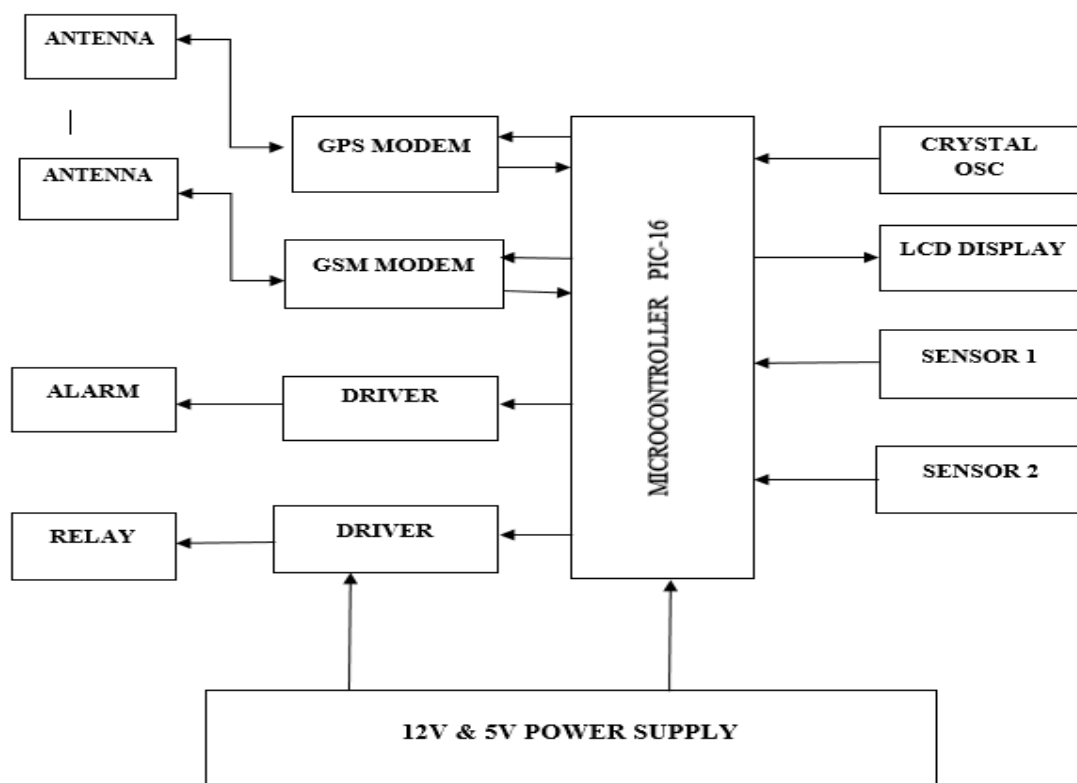 ANTENNA
GPS MODEM
CRYSTAL
OSC
ANTENNA
GSM MODEM
LCD DISPLAY
MICROCONTROLLER PIC-16
ALARM
DRIVER
SENSOR 1
SENSOR 2
RELAY
DRIVER
12V & 5V POWER SUPPLY